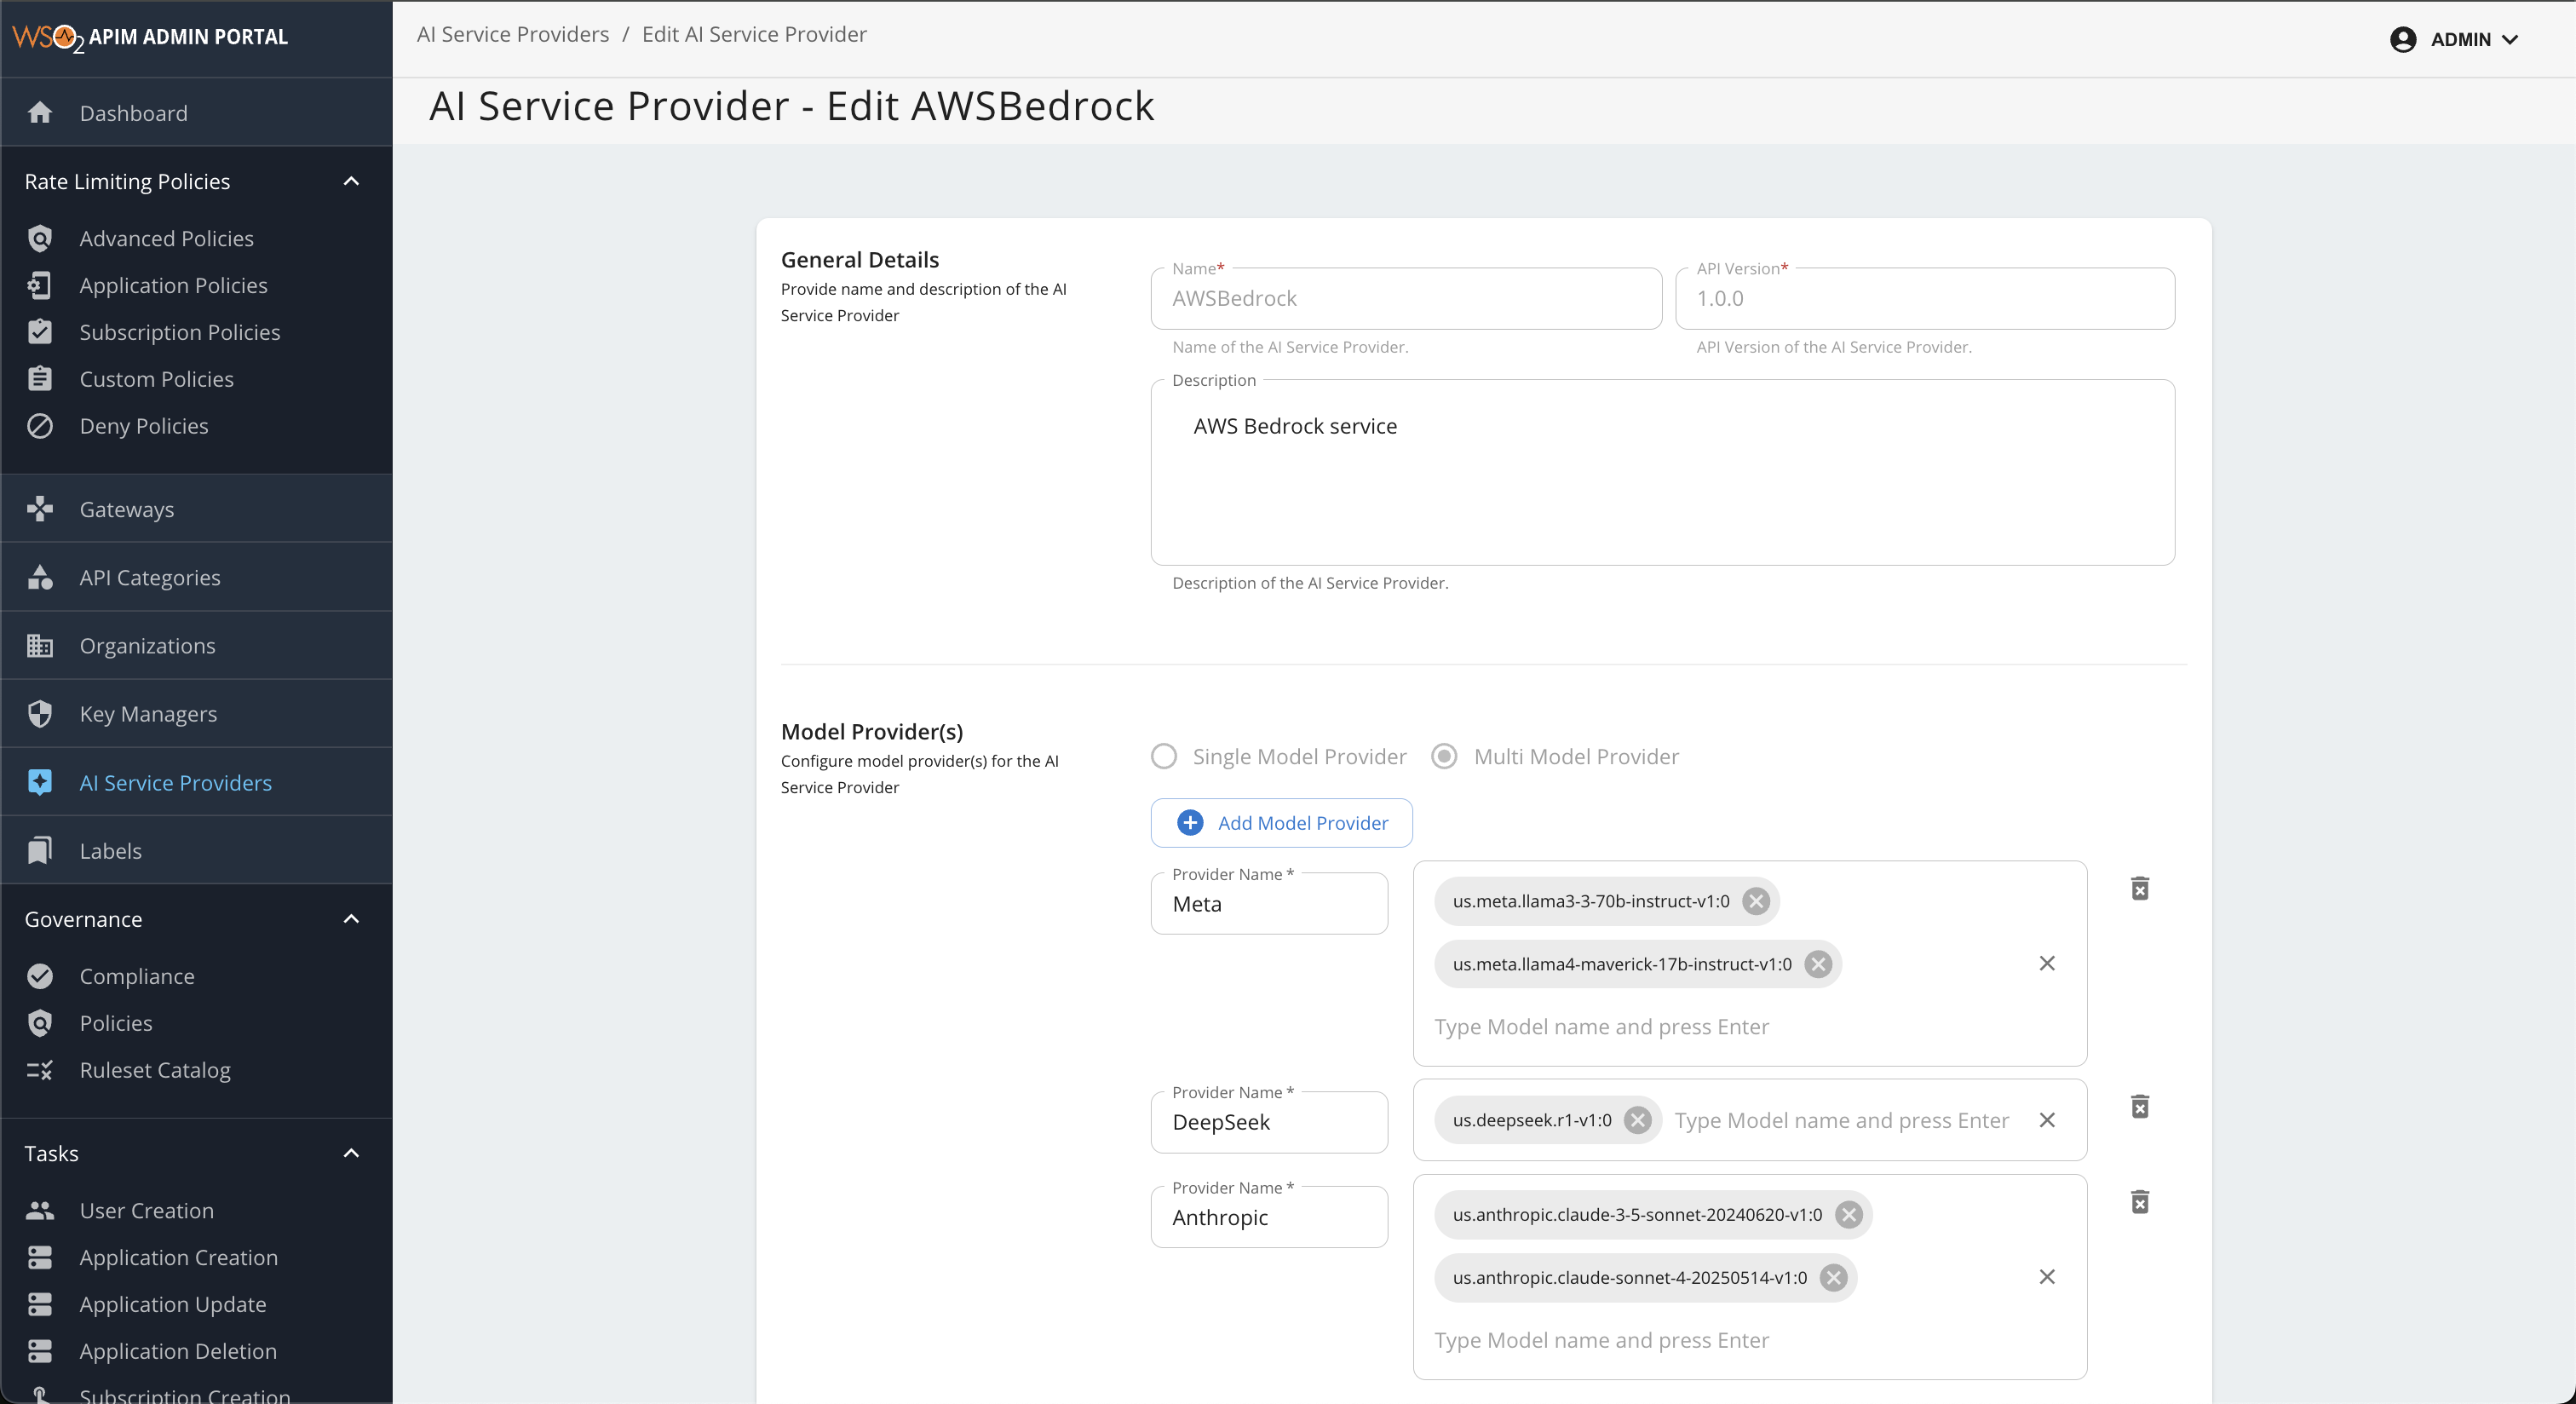 WSO2 APIM ADMIN PORTAL
AI Service Providers / Edit AI Service Provider
ADMIN
AI Service Provider - Edit AWSBedrock
Dashboard
Rate Limiting Policies
Advanced Policies
Application Policies
Subscription Policies
Custom Policies
Deny Policies
Gateways
API Categories
Organizations
Key Managers
AI Service Providers
Labels
Governance
Compliance
Policies
Ruleset Catalog
Tasks
User Creation
Application Creation
Application Update
Application Deletion
Subscription Creation
General Details
Provide name and description of the AI
Service Provider
Name*
AWSBedrock
Name of the AI Service Provider.
API Version*
1.0.0
API Version of the AI Service Provider.
Description
AWS Bedrock service
Description of the AI Service Provider.
Model Provider(s)
Configure model provider(s) for the AI
Service Provider
Single Model Provider
Multi Model Provider
Add Model Provider
Provider Name *
Meta
us.meta.llama3-3-70b-instruct-v1:0
us.meta.llama4-maverick-17b-instruct-v1:0
Type Model name and press Enter
Provider Name *
DeepSeek
us.deepseek.r1-v1:0
Type Model name and press Enter
Provider Name *
Anthropic
us.anthropic.claude-3-5-sonnet-20240620-v1:0
us.anthropic.claude-sonnet-4-20250514-v1:0
Type Model name and press Enter